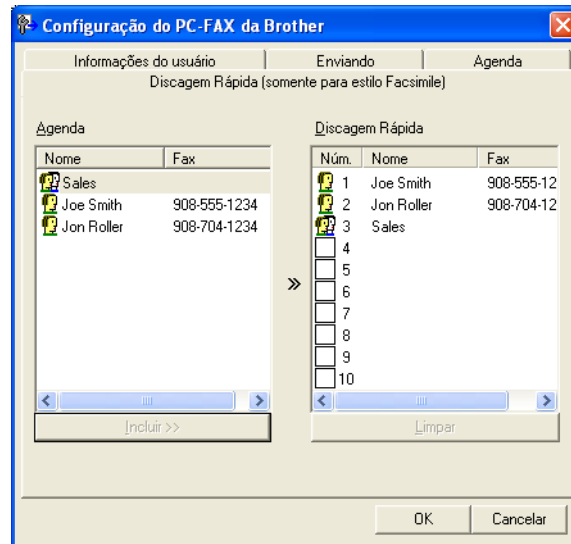 Configuração do PC-FAX da Brother
Informações do usuário Enviando Agenda
Discagem Rápida (somente para estilo Facsimile)
Agenda
Nome Fax
Sales
Joe Smith 908-555-1234
Jon Roller 908-704-1234
Incluir >>
»
Discagem Rápida
Núm. Nome Fax
1 Joe Smith 908-555-12
2 Jon Roller 908-704-12
3 Sales
4
5
6
7
8
9
10
Limpar
OK Cancelar